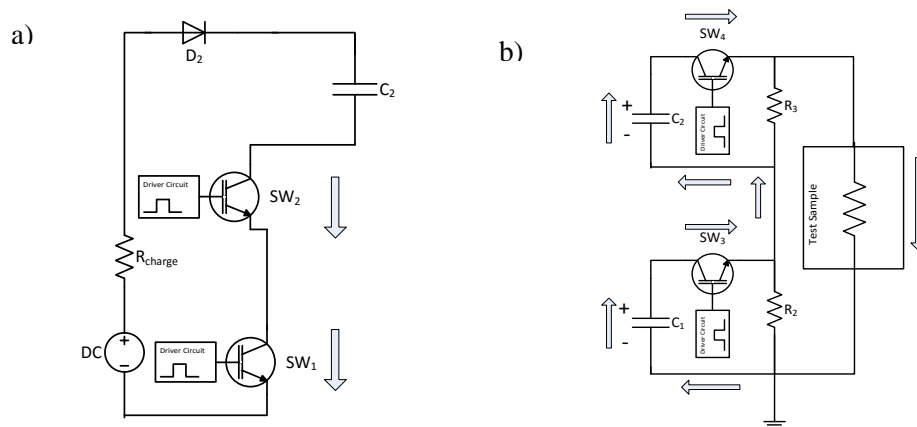 a)
D2
C2
Driver Circuit
SW2
Rcharge
DC
+
-
Driver Circuit
SW1
b)
SW4
C2
+
-
Driver Circuit
R3
Test Sample
SW3
C1
+
-
Driver Circuit
R2